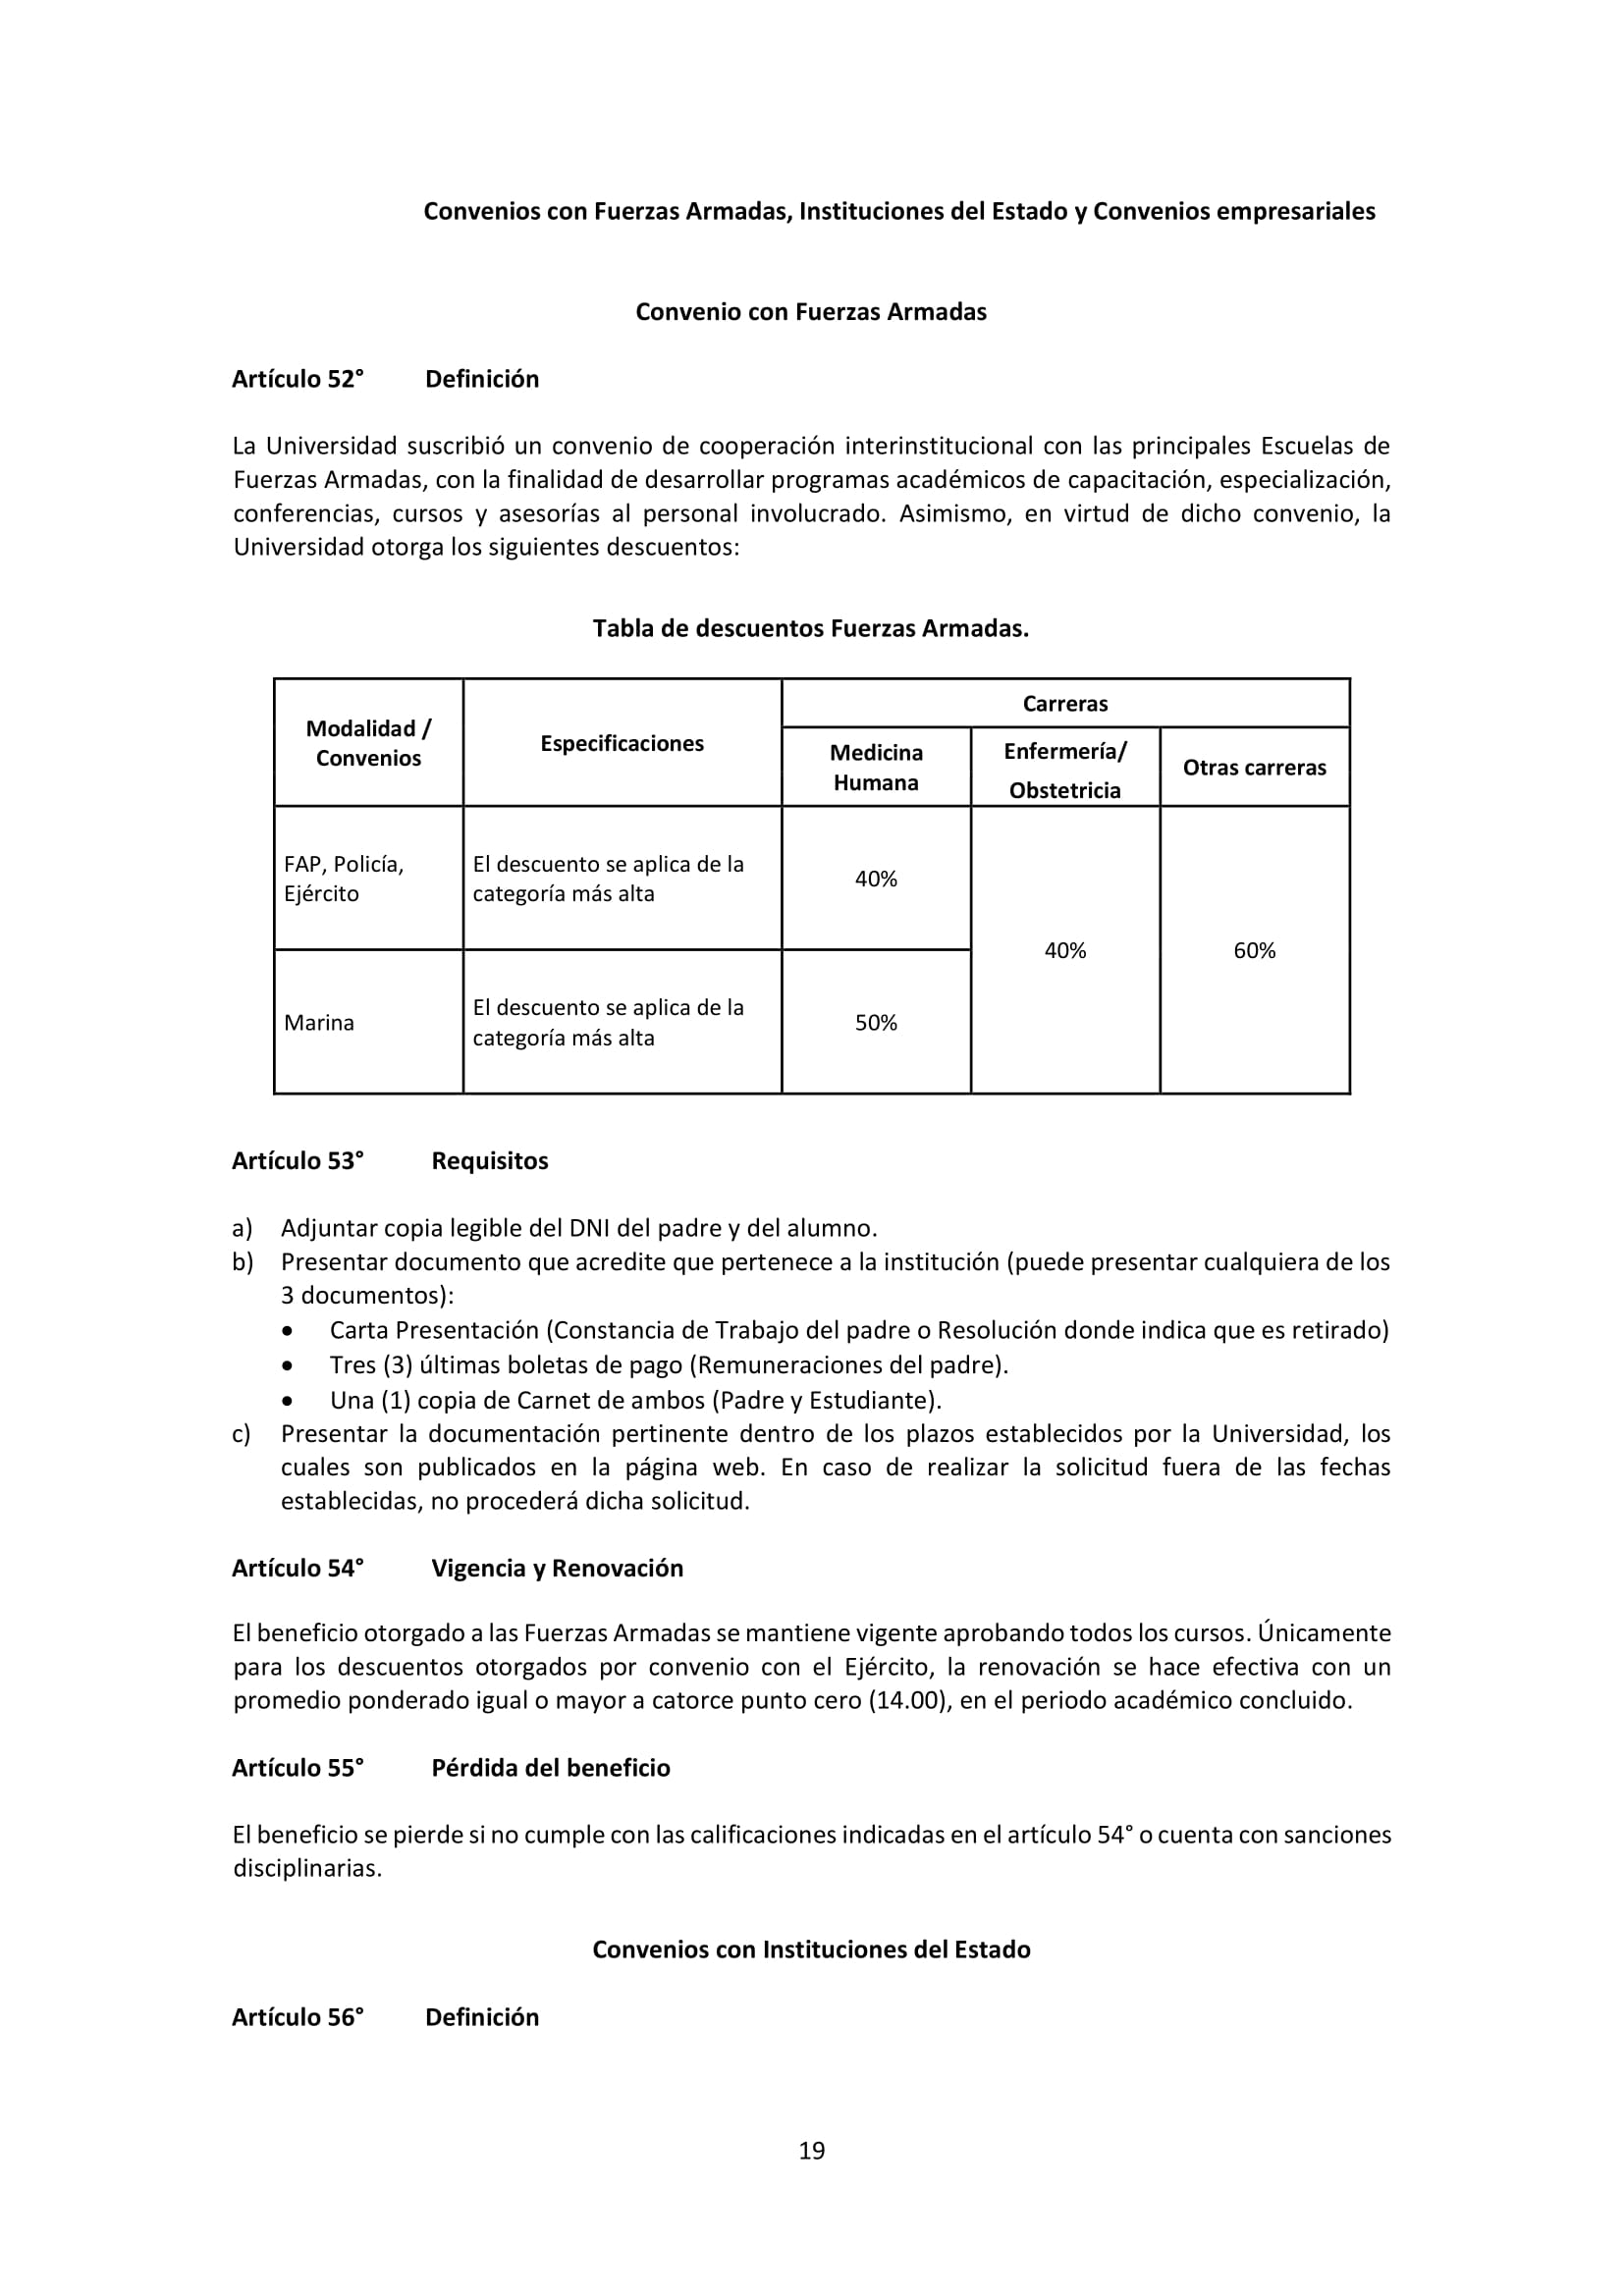 Convenios con Fuerzas Armadas, Instituciones del Estado y Convenios empresariales
Convenio con Fuerzas Armadas
Artículo 52° Definición
La Universidad suscribió un convenio de cooperación interinstitucional con las principales Escuelas de
Fuerzas Armadas, con la finalidad de desarrollar programas académicos de capacitación, especialización,
conferencias, cursos y asesorías al personal involucrado. Asimismo, en virtud de dicho convenio, la
Universidad otorga los siguientes descuentos:
Tabla de descuentos Fuerzas Armadas.
Modalidad /
Convenios
Especificaciones
Carreras
Medicina
Humana
Enfermería/
Obstetricia
Otras carreras
FAP, Policía,
Ejército
El descuento se aplica de la
categoría más alta
40%
40%
60%
Marina
El descuento se aplica de la
categoría más alta
50%
Artículo 53° Requisitos
a) Adjuntar copia legible del DNI del padre y del alumno.
b) Presentar documento que acredite que pertenece a la institución (puede presentar cualquiera de los
3 documentos):
• Carta Presentación (Constancia de Trabajo del padre o Resolución donde indica que es retirado)
• Tres (3) últimas boletas de pago (Remuneraciones del padre).
• Una (1) copia de Carnet de ambos (Padre y Estudiante).
c) Presentar la documentación pertinente dentro de los plazos establecidos por la Universidad, los
cuales son publicados en la página web. En caso de realizar la solicitud fuera de las fechas
establecidas, no procederá dicha solicitud.
Artículo 54° Vigencia y Renovación
El beneficio otorgado a las Fuerzas Armadas se mantiene vigente aprobando todos los cursos. Únicamente
para los descuentos otorgados por convenio con el Ejército, la renovación se hace efectiva con un
promedio ponderado igual o mayor a catorce punto cero (14.00), en el periodo académico concluido.
Artículo 55° Pérdida del beneficio
El beneficio se pierde si no cumple con las calificaciones indicadas en el artículo 54° o cuenta con sanciones
disciplinarias.
Convenios con Instituciones del Estado
Artículo 56° Definición
19